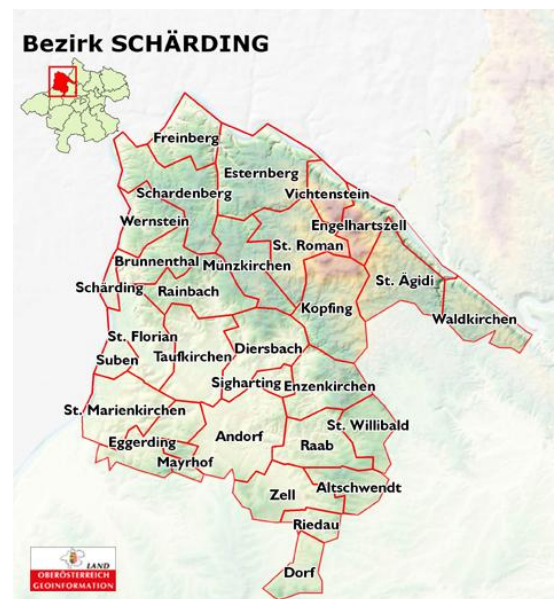 Bezirk SCHÄRDING
Freinberg
Esternberg
Vichtenstein
Schardenberg
Wernstein
Engelhartszell
St. Roman
Brunnenthal
Münzkirchen
St. Ägidi
Schärding
Rainbach
Kopfing
Waldkirchen
St. Florian
Diersbach
Suben
Taufkirchen
Sigharting
Enzenkirchen
St. Marienkirchen
St. Willibald
Eggerding
Andorf
Raab
Mayrhof
Zell
Altschwendt
Riedau
Dorf
LAND
OBERÖSTERREICH
GEOINFORMATION